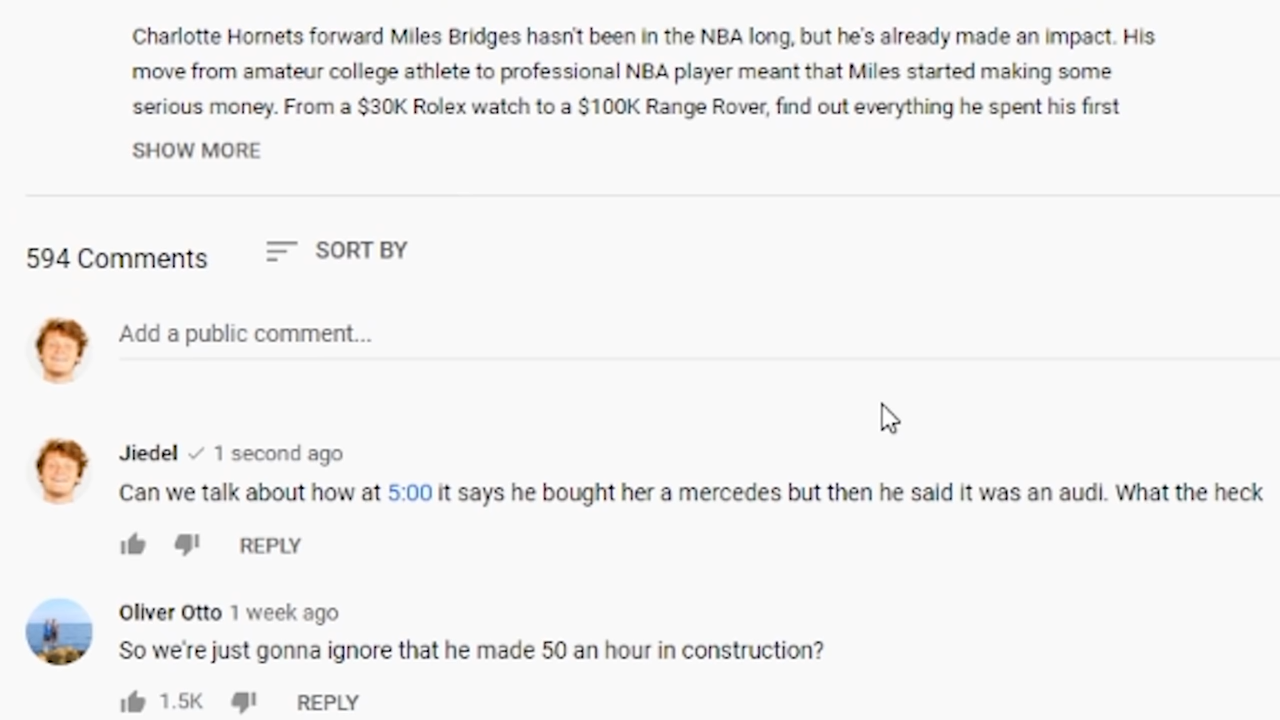 Charlotte Hornets forward Miles Bridges hasn't been in the NBA long, but he's already made an impact. His
move from amateur college athlete to professional NBA player meant that Miles started making some
serious money. From a $30K Rolex watch to a $100K Range Rover, find out everything he spent his first
SHOW MORE
594 Comments SORT BY
Add a public comment...
Jiedel 1 second ago
Can we talk about how at 5:00 it says he bought her a mercedes but then he said it was an audi. What the heck
REPLY
Oliver Otto 1 week ago
So we're just gonna ignore that he made 50 an hour in construction?
1.5K REPLY